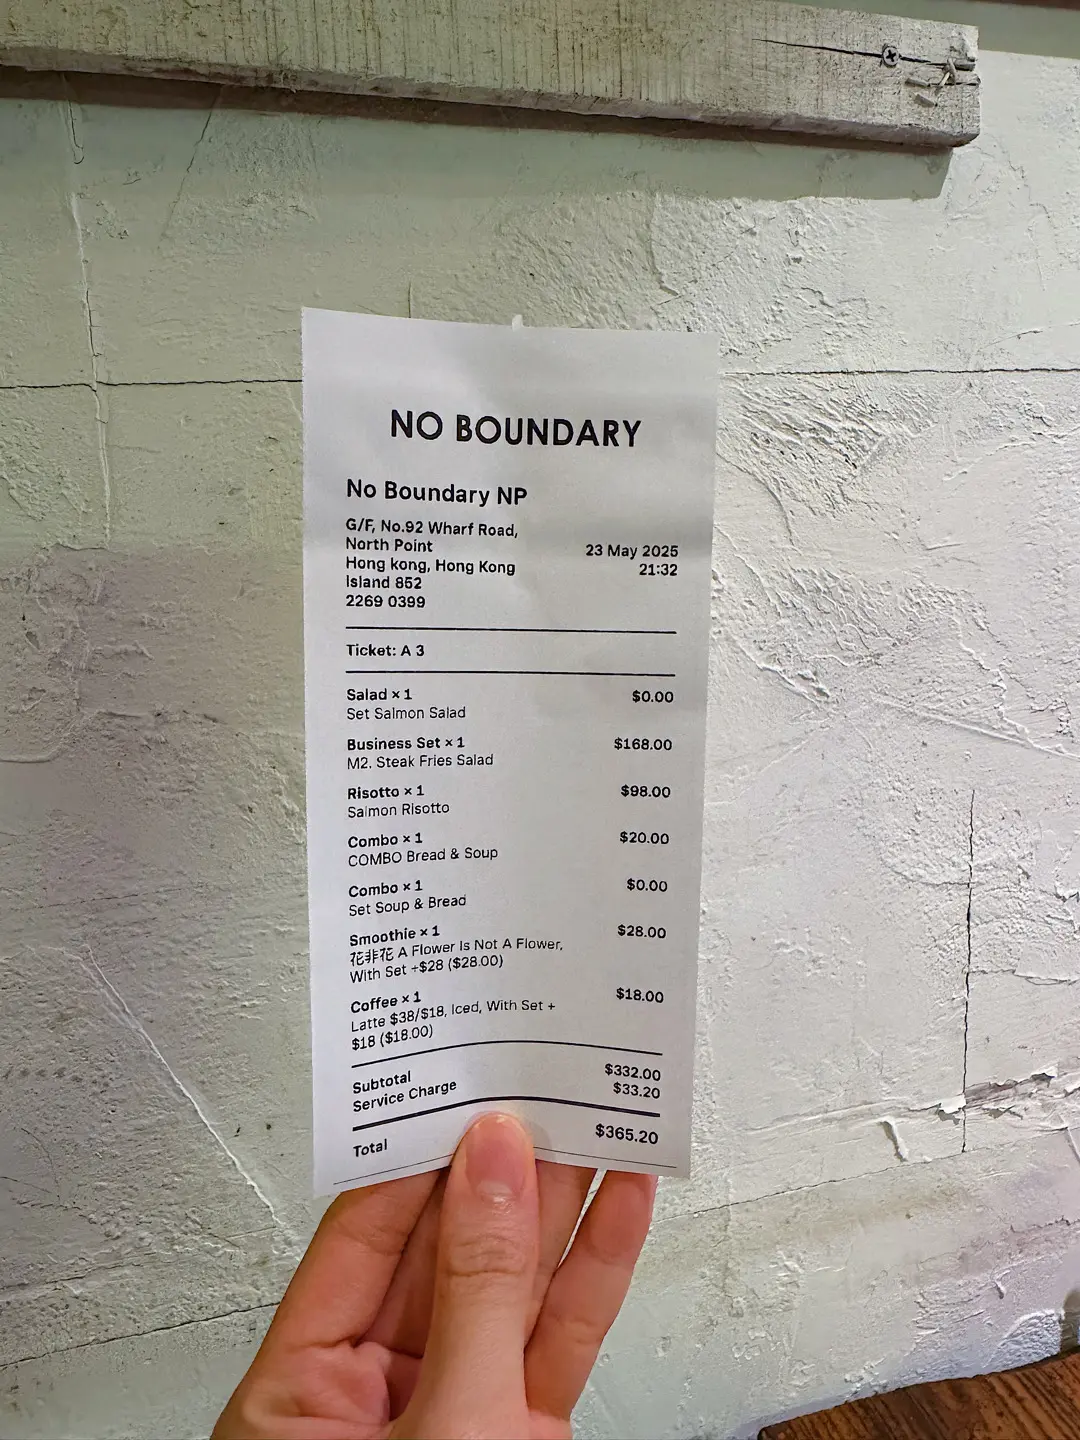 NO BOUNDARY
No Boundary NP
G/F, No.92 Wharf Road,
North Point
Hong kong, Hong Kong
Island 852
2269 0399
23 May 2025
21:32
Ticket: A 3
Salad × 1 $0.00
Set Salmon Salad
Business Set × 1 $168.00
M2. Steak Fries Salad
Risotto × 1 $98.00
Salmon Risotto
Combo × 1 $20.00
COMBO Bread & Soup
Combo × 1 $0.00
Set Soup & Bread
Smoothie × 1 $28.00
花非花 A Flower Is Not A Flower,
With Set +$28 ($28.00)
Coffee × 1 $18.00
Latte $38/$18, Iced, With Set +
$18 ($18.00)
Subtotal $332.00
Service Charge $33.20
Total $365.20